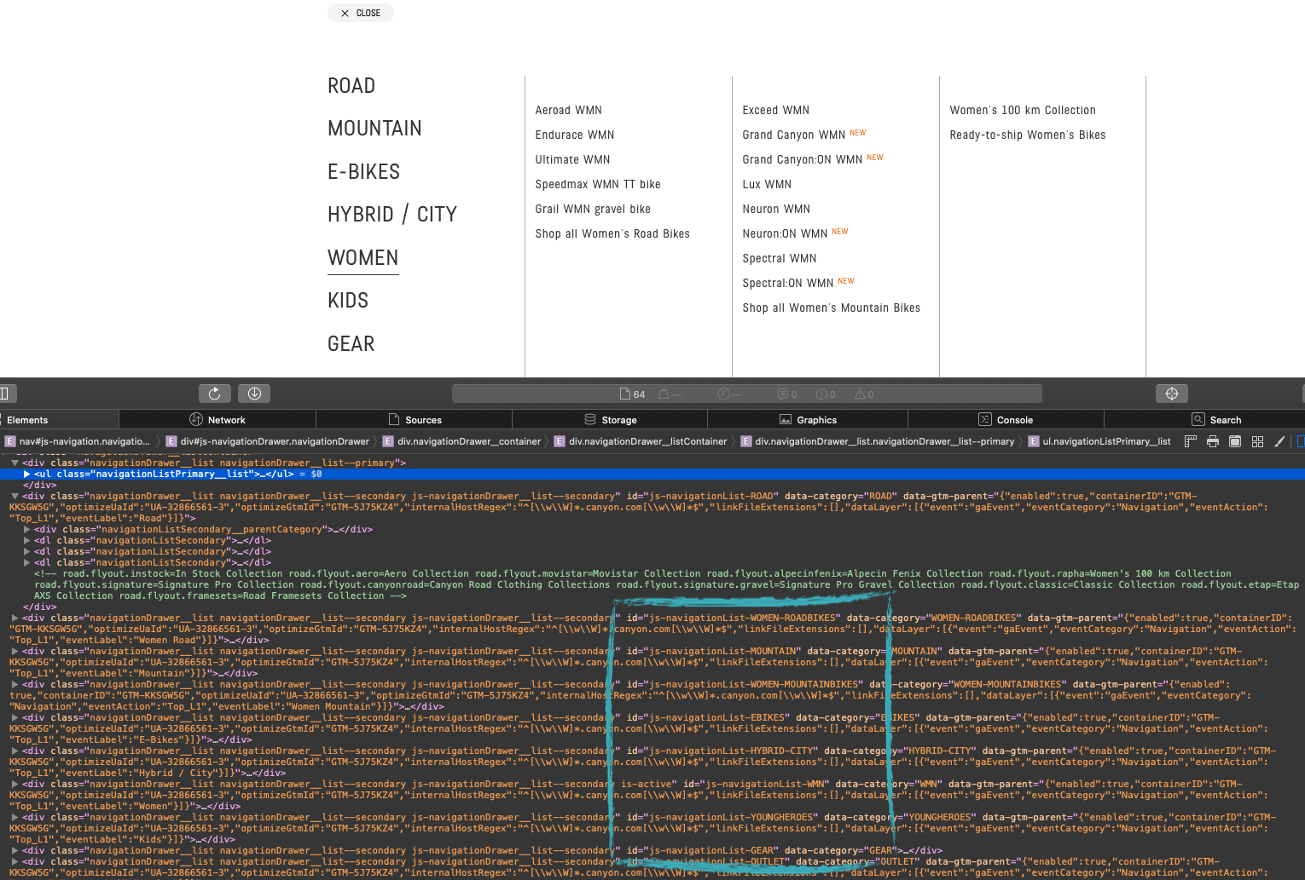 ✕ CLOSE
ROAD
MOUNTAIN
E-BIKES
HYBRID / CITY
WOMEN
KIDS
GEAR
Aeroad WMN
Endurace WMN
Ultimate WMN
Speedmax WMN TT bike
Grail WMN gravel bike
Shop all Women's Road Bikes
Exceed WMN
Grand Canyon WMN NEW
Grand Canyon:ON WMN NEW
Lux WMN
Neuron WMN
Neuron:ON WMN NEW
Spectral WMN
Spectral:ON WMN NEW
Shop all Women's Mountain Bikes
Women's 100 km Collection
Ready-to-ship Women's Bikes
64 — — 0 0 0
Elements Network Sources Storage Graphics Console Search
E nav#js-navigation.navigatio... E div#js-navigationDrawer.navigationDrawer E div.navigationDrawer__container E div.navigationDrawer__listContainer E div.navigationDrawer__list.navigationDrawer__list--primary E ul.navigationListPrimary__list
<div class="navigationDrawer__list navigationDrawer__list--primary">
<ul class="navigationListPrimary__list">…</ul> = $0
</div>
<div class="navigationDrawer__list navigationDrawer__list--secondary js-navigationDrawer__list--secondary" id="js-navigationList-ROAD" data-category="ROAD" data-gtm-parent="{"enabled":true,"containerID":"GTM-
KKSGW5G","optimizeUaId":"UA-32866561-3","optimizeGtmId":"GTM-5J75KZ4","internalHostRegex":"^[\\w\\W]*.canyon.com[\\w\\W]*$","linkFileExtensions":[],"dataLayer":[{"event":"gaEvent","eventCategory":"Navigation","eventAction":
"Top_L1","eventLabel":"Road"}]}">
<div class="navigationListSecondary__parentCategory">…</div>
<dl class="navigationListSecondary">…</dl>
<dl class="navigationListSecondary">…</dl>
<dl class="navigationListSecondary">…</dl>
<!-- road.flyout.instock=In Stock Collection road.flyout.aero=Aero Collection road.flyout.movistar=Movistar Collection road.flyout.alpecinfenix=Alpecin Fenix Collection road.flyout.rapha=Women's 100 km Collection
road.flyout.signature=Signature Pro Collection road.flyout.canyonroad=Canyon Road Clothing Collections road.flyout.signature.gravel=Signature Pro Gravel Collection road.flyout.classic=Classic Collection road.flyout.etap=Etap
AXS Collection road.flyout.framesets=Road Framesets Collection -->
</div>
<div class="navigationDrawer__list navigationDrawer__list--secondary js-navigationDrawer__list--secondary" id="js-navigationList-WOMEN-ROADBIKES" data-category="WOMEN-ROADBIKES" data-gtm-parent="{"enabled":true,"containerID":
"GTM-KKSGW5G","optimizeUaId":"UA-32866561-3","optimizeGtmId":"GTM-5J75KZ4","internalHostRegex":"^[\\w\\W]*.canyon.com[\\w\\W]*$","linkFileExtensions":[],"dataLayer":[{"event":"gaEvent","eventCategory":"Navigation","eventAction":
"Top_L1","eventLabel":"Women Road"}]}">…</div>
<div class="navigationDrawer__list navigationDrawer__list--secondary js-navigationDrawer__list--secondary" id="js-navigationList-MOUNTAIN" data-category="MOUNTAIN" data-gtm-parent="{"enabled":true,"containerID":"GTM-
KKSGW5G","optimizeUaId":"UA-32866561-3","optimizeGtmId":"GTM-5J75KZ4","internalHostRegex":"^[\\w\\W]*.canyon.com[\\w\\W]*$","linkFileExtensions":[],"dataLayer":[{"event":"gaEvent","eventCategory":"Navigation","eventAction":
"Top_L1","eventLabel":"Mountain"}]}">…</div>
<div class="navigationDrawer__list navigationDrawer__list--secondary js-navigationDrawer__list--secondary" id="js-navigationList-WOMEN-MOUNTAINBIKES" data-category="WOMEN-MOUNTAINBIKES" data-gtm-parent="{"enabled":
true,"containerID":"GTM-KKSGW5G","optimizeUaId":"UA-32866561-3","optimizeGtmId":"GTM-5J75KZ4","internalHostRegex":"^[\\w\\W]*.canyon.com[\\w\\W]*$","linkFileExtensions":[],"dataLayer":[{"event":"gaEvent","eventCategory":
"Navigation","eventAction":"Top_L1","eventLabel":"Women Mountain"}]}">…</div>
<div class="navigationDrawer__list navigationDrawer__list--secondary js-navigationDrawer__list--secondary" id="js-navigationList-EBIKES" data-category="EBIKES" data-gtm-parent="{"enabled":true,"containerID":"GTM-
KKSGW5G","optimizeUaId":"UA-32866561-3","optimizeGtmId":"GTM-5J75KZ4","internalHostRegex":"^[\\w\\W]*.canyon.com[\\w\\W]*$","linkFileExtensions":[],"dataLayer":[{"event":"gaEvent","eventCategory":"Navigation","eventAction":
"Top_L1","eventLabel":"E-Bikes"}]}">…</div>
<div class="navigationDrawer__list navigationDrawer__list--secondary js-navigationDrawer__list--secondary" id="js-navigationList-HYBRID-CITY" data-category="HYBRID-CITY" data-gtm-parent="{"enabled":true,"containerID":"GTM-
KKSGW5G","optimizeUaId":"UA-32866561-3","optimizeGtmId":"GTM-5J75KZ4","internalHostRegex":"^[\\w\\W]*.canyon.com[\\w\\W]*$","linkFileExtensions":[],"dataLayer":[{"event":"gaEvent","eventCategory":"Navigation","eventAction":
"Top_L1","eventLabel":"Hybrid / City"}]}">…</div>
<div class="navigationDrawer__list navigationDrawer__list--secondary js-navigationDrawer__list--secondary is-active" id="js-navigationList-WMN" data-category="WMN" data-gtm-parent="{"enabled":true,"containerID":"GTM-
KKSGW5G","optimizeUaId":"UA-32866561-3","optimizeGtmId":"GTM-5J75KZ4","internalHostRegex":"^[\\w\\W]*.canyon.com[\\w\\W]*$","linkFileExtensions":[],"dataLayer":[{"event":"gaEvent","eventCategory":"Navigation","eventAction":
"Top_L1","eventLabel":"Women"}]}">…</div>
<div class="navigationDrawer__list navigationDrawer__list--secondary js-navigationDrawer__list--secondary" id="js-navigationList-YOUNGHEROES" data-category="YOUNGHEROES" data-gtm-parent="{"enabled":true,"containerID":"GTM-
KKSGW5G","optimizeUaId":"UA-32866561-3","optimizeGtmId":"GTM-5J75KZ4","internalHostRegex":"^[\\w\\W]*.canyon.com[\\w\\W]*$","linkFileExtensions":[],"dataLayer":[{"event":"gaEvent","eventCategory":"Navigation","eventAction":
"Top_L1","eventLabel":"Kids"}]}">…</div>
<div class="navigationDrawer__list navigationDrawer__list--secondary js-navigationDrawer__list--secondary" id="js-navigationList-GEAR" data-category="GEAR">…</div>
<div class="navigationDrawer__list navigationDrawer__list--secondary js-navigationDrawer__list--secondary" id="js-navigationList-OUTLET" data-category="OUTLET" data-gtm-parent="{"enabled":true,"containerID":"GTM-
KKSGW5G","optimizeUaId":"UA-32866561-3","optimizeGtmId":"GTM-5J75KZ4","internalHostRegex":"^[\\w\\W]*.canyon.com[\\w\\W]*$","linkFileExtensions":[],"dataLayer":[{"event":"gaEvent","eventCategory":"Navigation","eventAction":